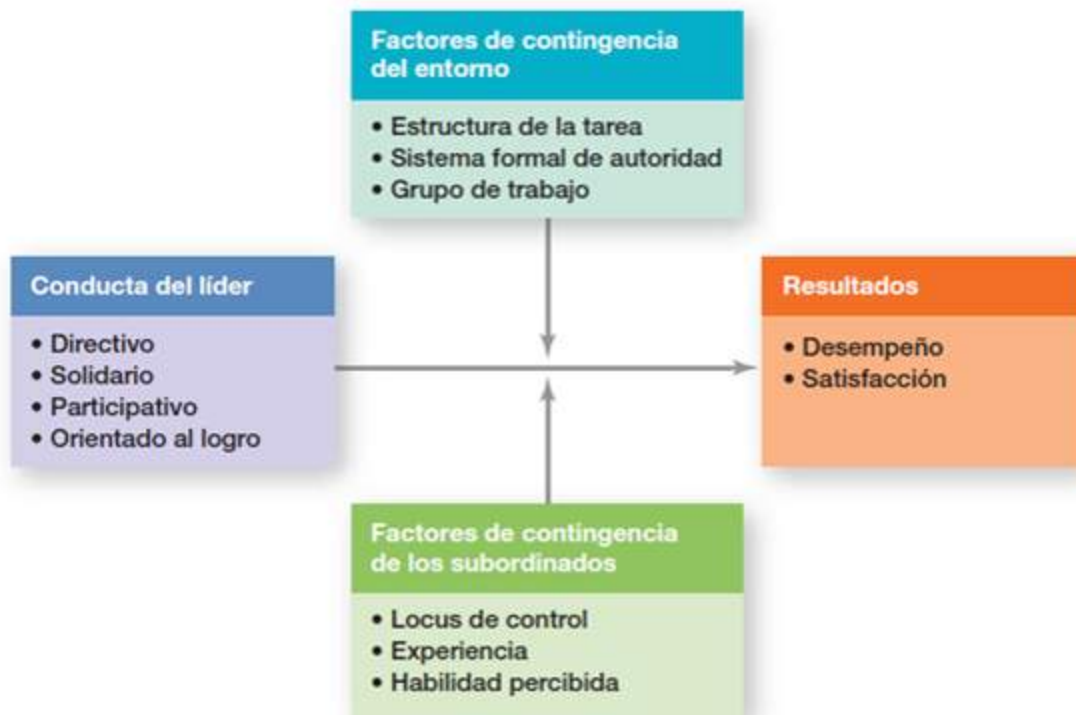 Factores de contingencia
del entorno
• Estructura de la tarea
• Sistema formal de autoridad
• Grupo de trabajo
Conducta del líder
• Directivo
• Solidario
• Participativo
• Orientado al logro
Resultados
• Desempeño
• Satisfacción
Factores de contingencia
de los subordinados
• Locus de control
• Experiencia
• Habilidad percibida